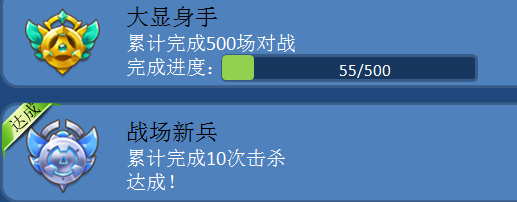 大显身手
累计完成500场对战
完成进度：55/500
达成
战场新兵
累计完成10次击杀
达成！